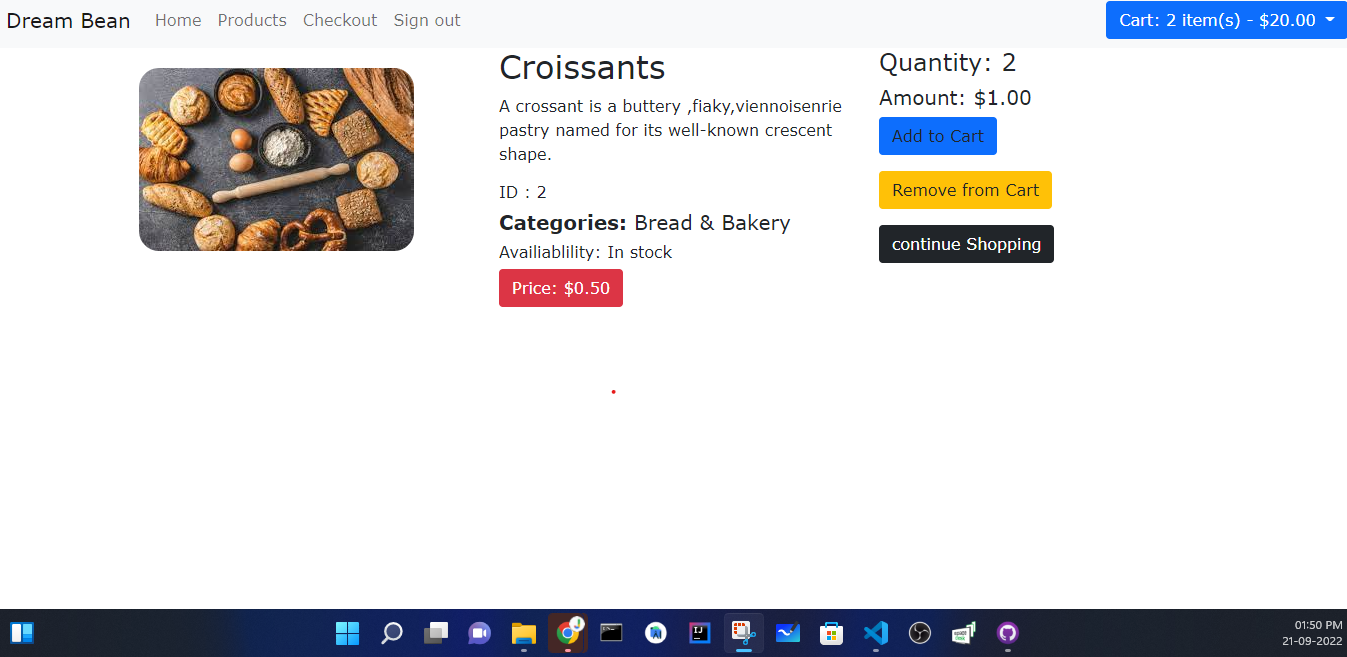 Dream Bean Home Products Checkout Sign out Cart: 2 item(s) - $20.00
Croissants
A crossant is a buttery ,fiaky,viennoisenrie
pastry named for its well-known crescent
shape.
ID : 2
Categories: Bread & Bakery
Availiablility: In stock
Price: $0.50
Quantity: 2
Amount: $1.00
Add to Cart
Remove from Cart
continue Shopping
01:50 PM
21-09-2022